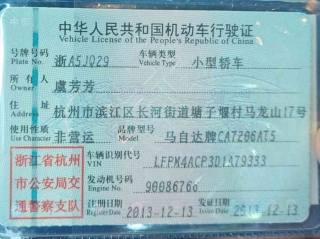 中华人民共和国机动车行驶证
Vehicle License of the People's Republic of China
号牌号码 浙A5JQ29 车辆类型 小型轿车
Plate No. Vehicle Type
所有人 虞芳芳
Owner
住址 杭州市滨江区长河街道塘子堰村马龙山17号
Address
使用性质 非营运 品牌型号 马自达牌CA7206AT5
Use Character Model
浙江省杭州市公安局交通警察支队
车辆识别代号 LFPM4ACP3D1A79333
VIN
发动机号码 90086760
Engine No.
注册日期 2013-12-13 发证日期 2013-12-13
Register Date Issue Date